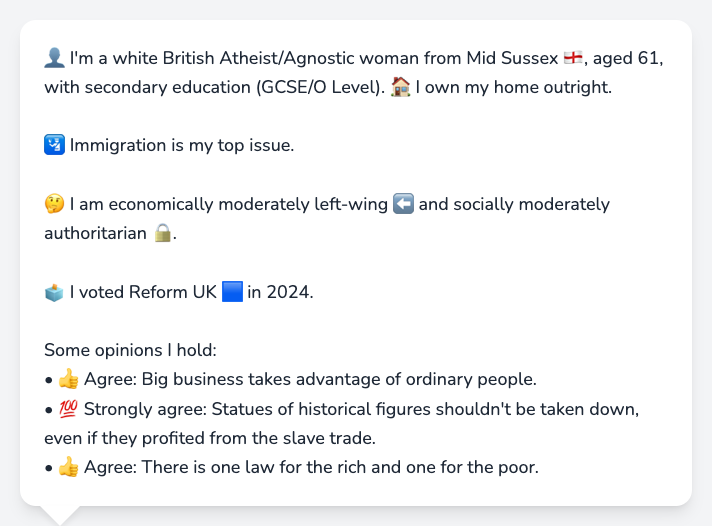 👤 I'm a white British Atheist/Agnostic woman from Mid Sussex 🏴󠁧󠁢󠁥󠁮󠁧󠁿, aged 61,
with secondary education (GCSE/O Level). 🏠 I own my home outright.
🛂 Immigration is my top issue.
🤔 I am economically moderately left-wing ⬅️ and socially moderately
authoritarian 🔒.
🗳️ I voted Reform UK 🟦 in 2024.
Some opinions I hold:
• 👍 Agree: Big business takes advantage of ordinary people.
• 💯 Strongly agree: Statues of historical figures shouldn't be taken down,
even if they profited from the slave trade.
• 👍 Agree: There is one law for the rich and one for the poor.